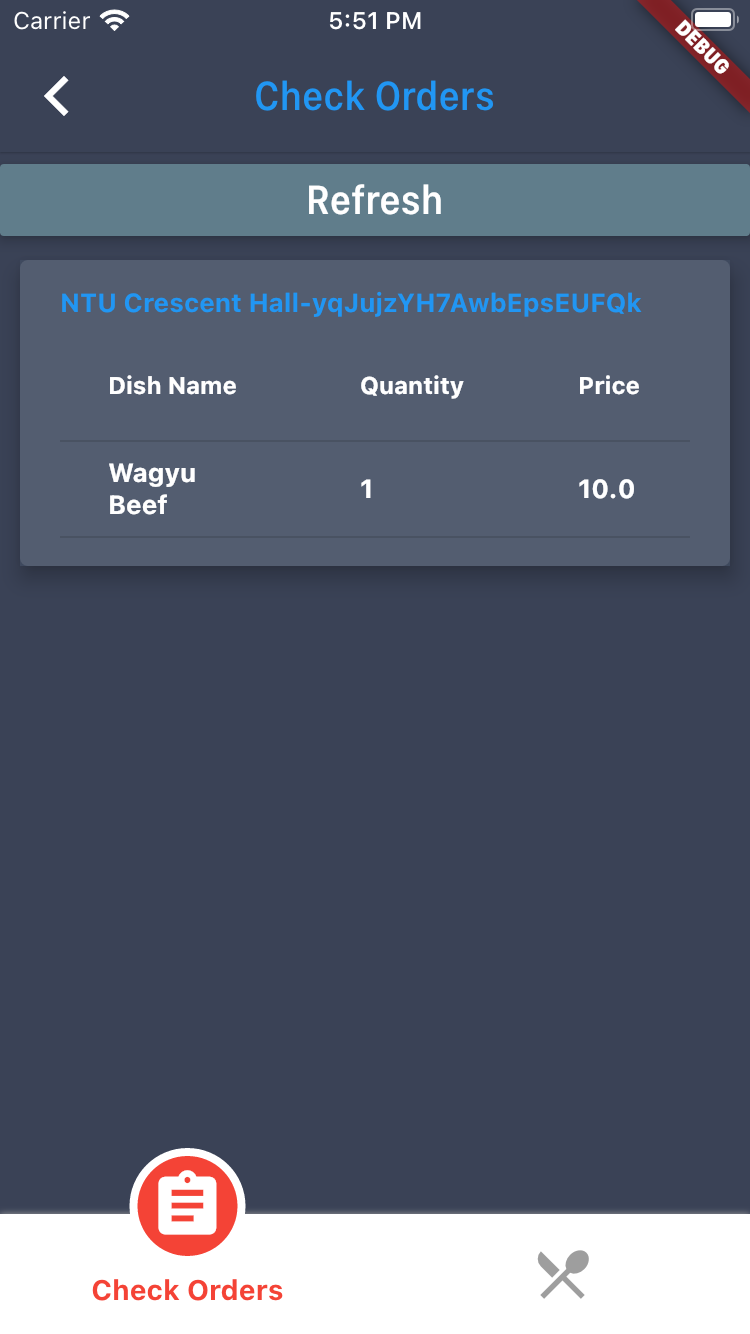 Carrier 5:51 PM
DEBUG
Check Orders
Refresh
NTU Crescent Hall-yqJujzYH7AwbEpsEUFQk
Dish Name Quantity Price
Wagyu
Beef 1 10.0
Check Orders